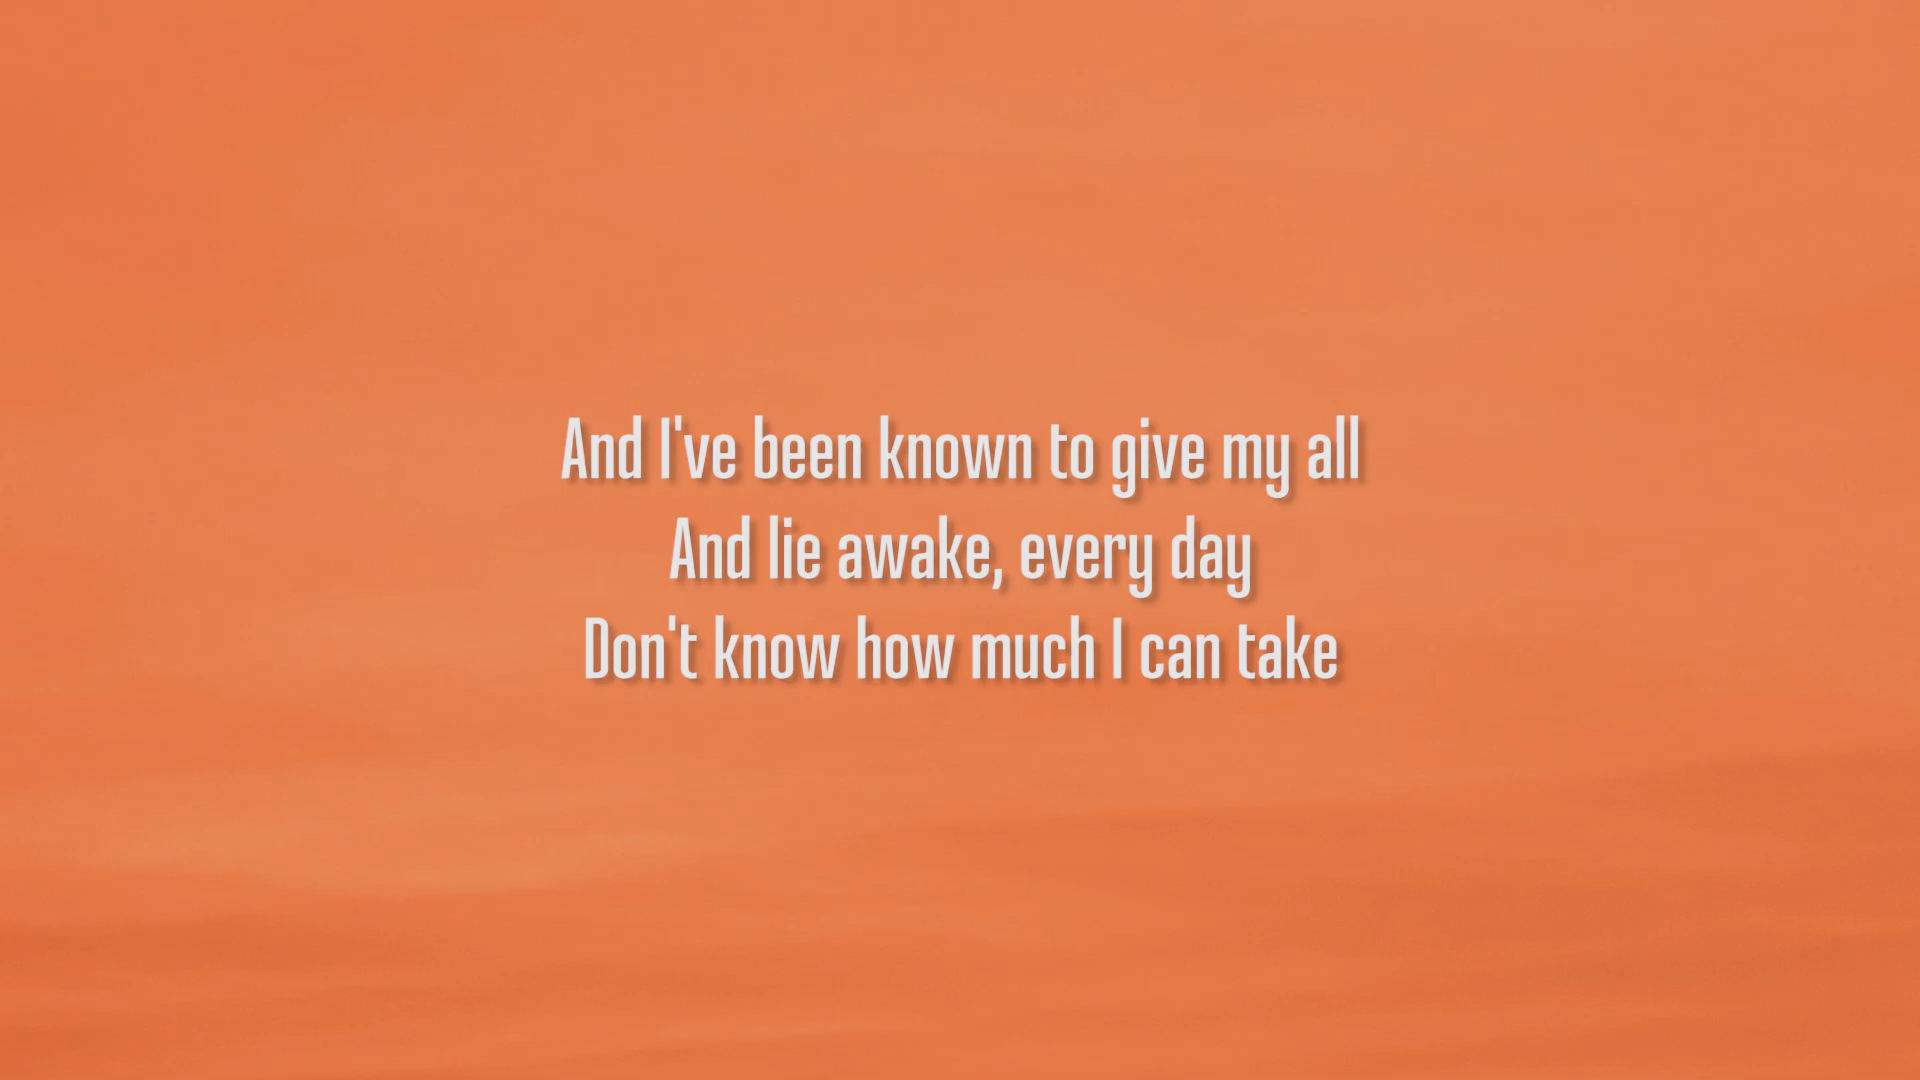 And I've been known to give my all
And lie awake, every day
Don't know how much I can take